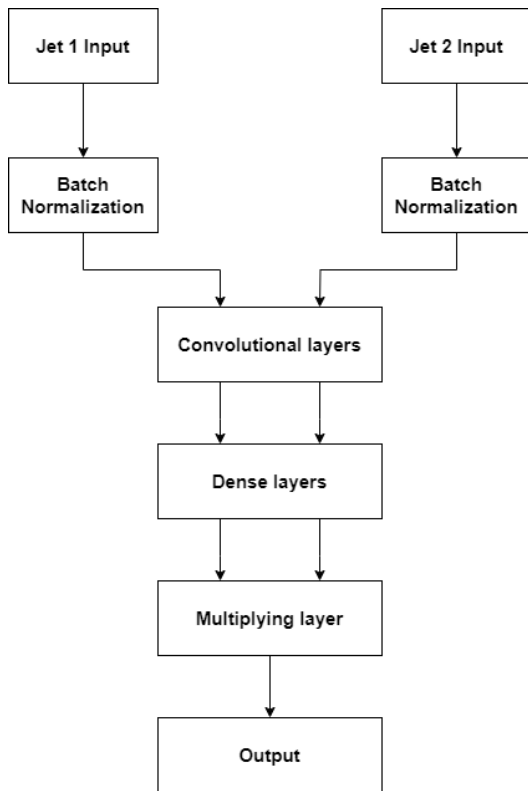 Jet 1 Input
Jet 2 Input
Batch
Normalization
Batch
Normalization
Convolutional layers
Dense layers
Multiplying layer
Output